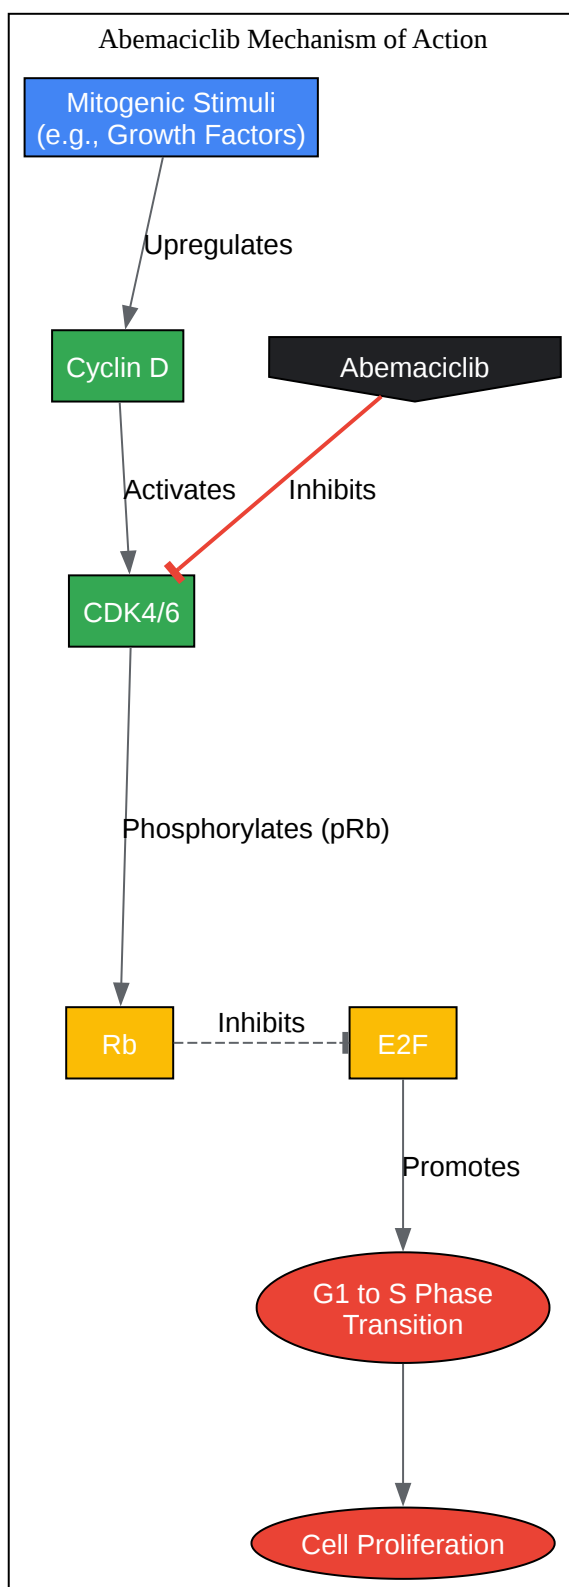 Abemaciclib Mechanism of Action
Mitogenic Stimuli
(e.g., Growth Factors)
Upregulates
Cyclin D
Abemaciclib
Activates
Inhibits
CDK4/6
Phosphorylates (pRb)
Rb
Inhibits
E2F
Promotes
G1 to S Phase
Transition
Cell Proliferation